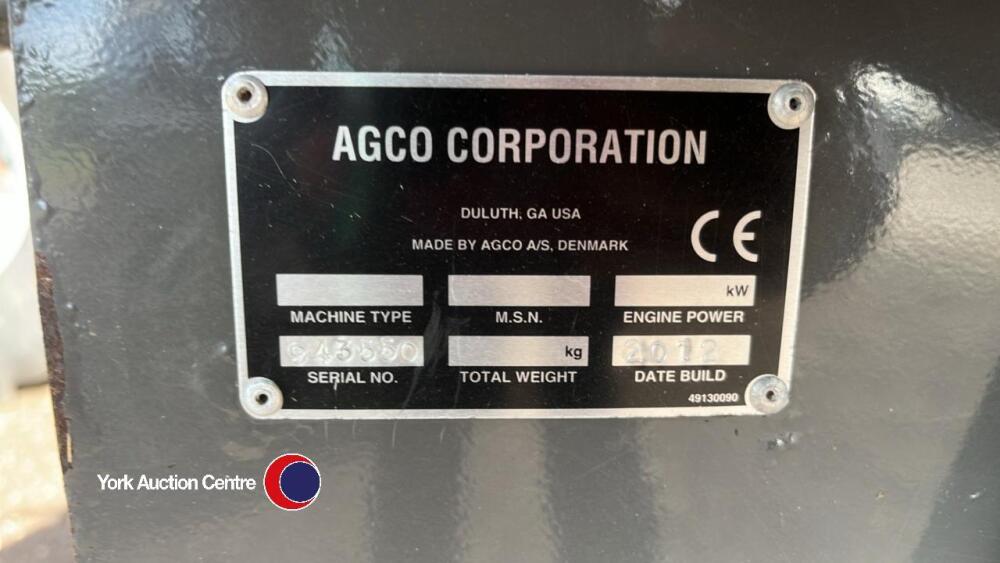 AGCO CORPORATION
DULUTH, GA USA
MADE BY AGCO A/S, DENMARK
CE
kW
MACHINE TYPE M.S.N. ENGINE POWER
kg 2012
SERIAL NO. TOTAL WEIGHT DATE BUILD
49130090
York Auction Centre